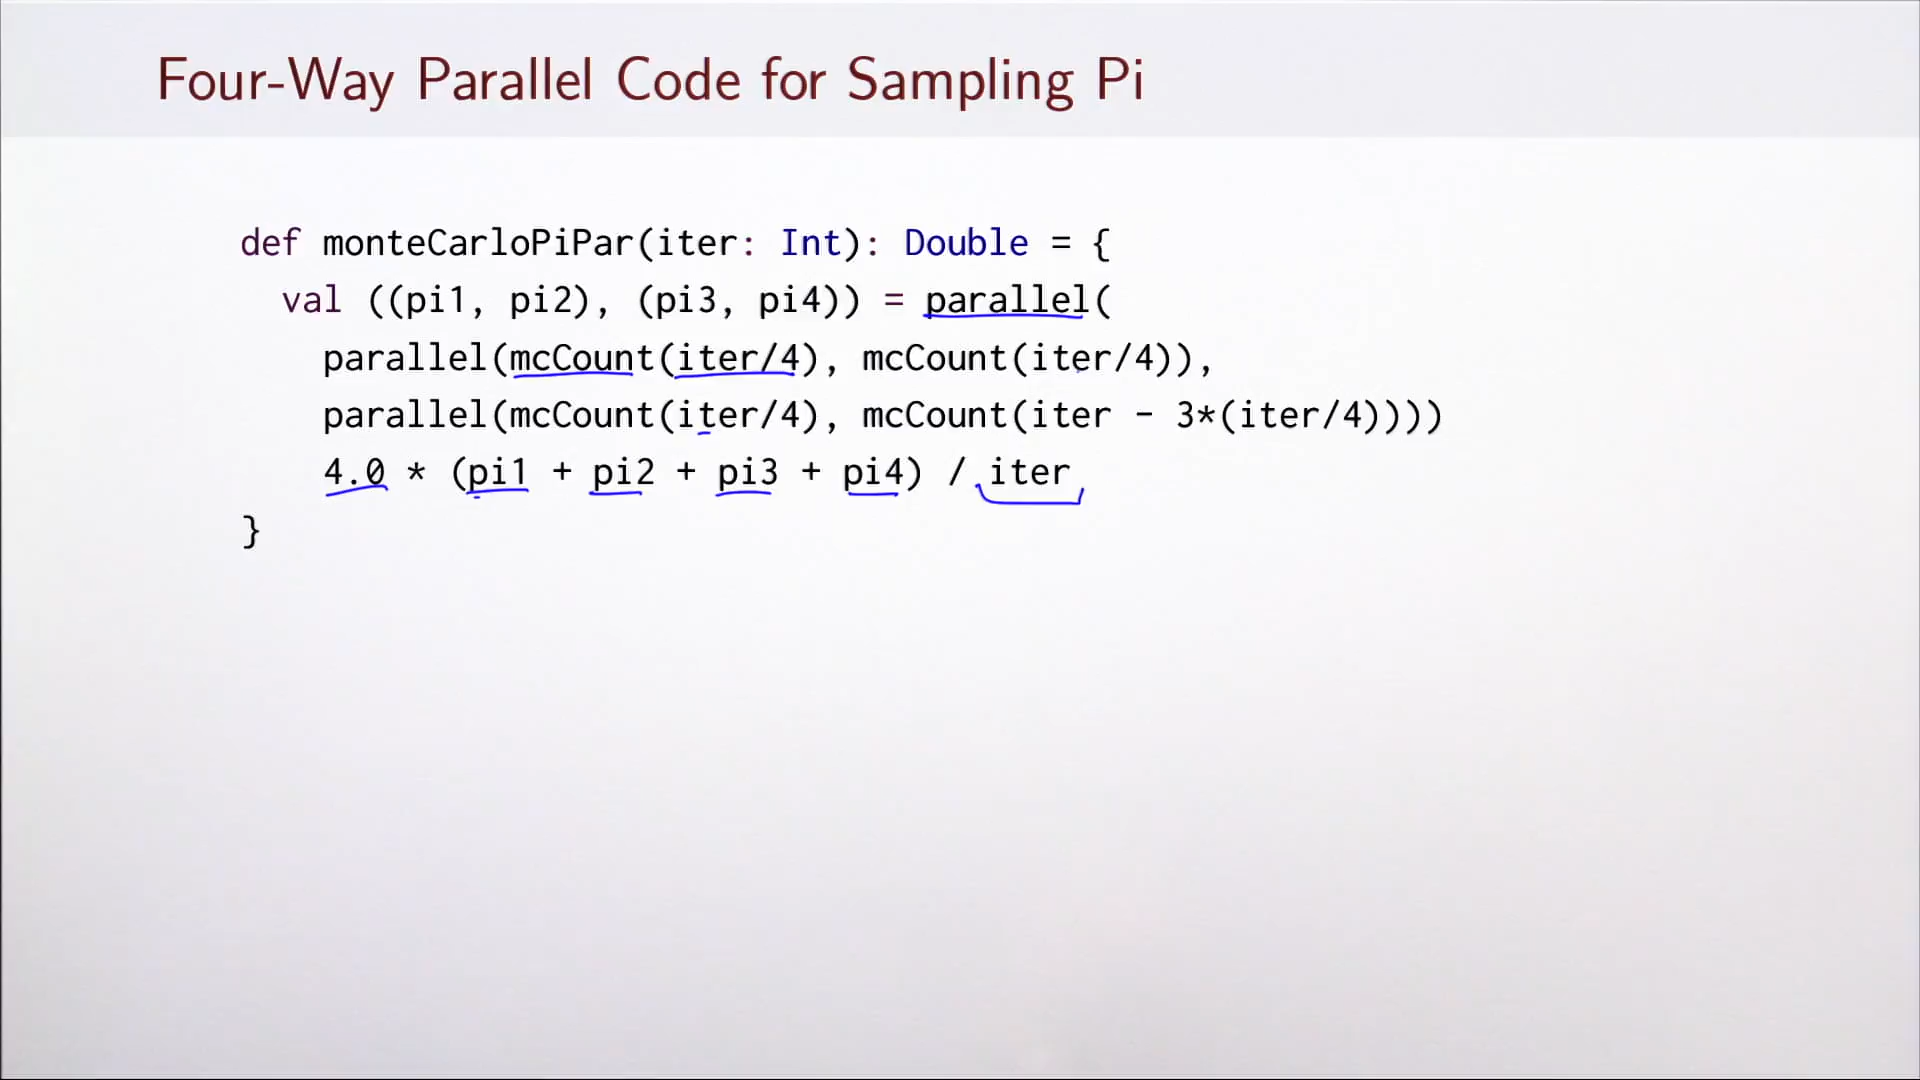 Four-Way Parallel Code for Sampling Pi
def monteCarloPiPar(iter: Int): Double = {
val ((pi1, pi2), (pi3, pi4)) = parallel(
parallel(mcCount(iter/4), mcCount(iter/4)),
parallel(mcCount(iter/4), mcCount(iter - 3*(iter/4))))
4.0 * (pi1 + pi2 + pi3 + pi4) / iter
}